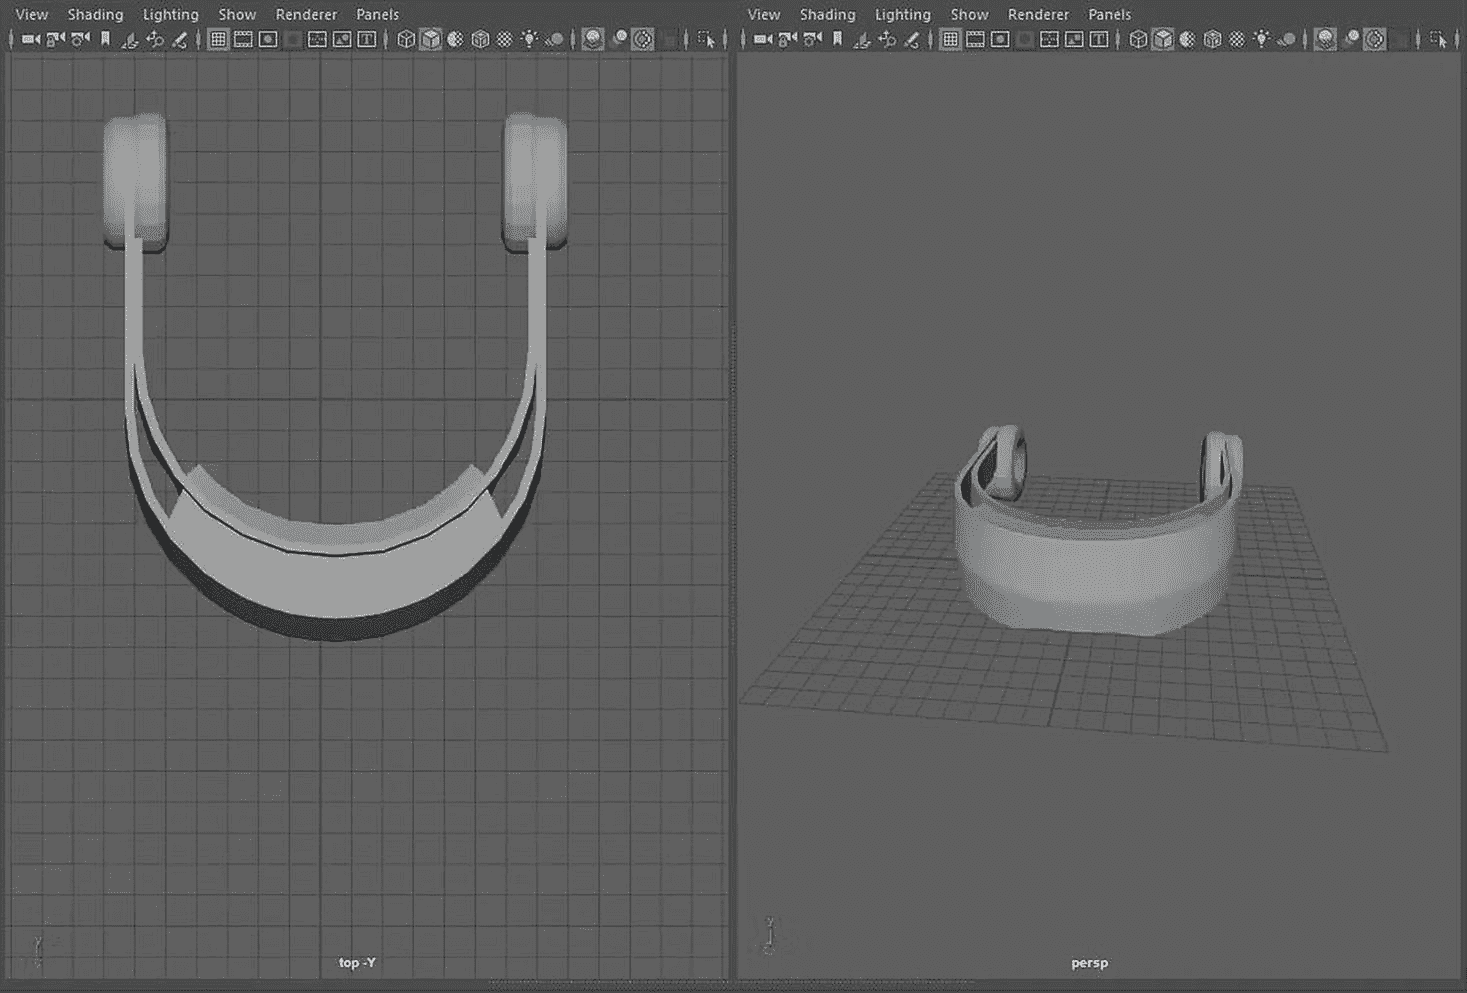 View Shading Lighting Show Renderer Panels
View Shading Lighting Show Renderer Panels
T
T
top -Y
persp